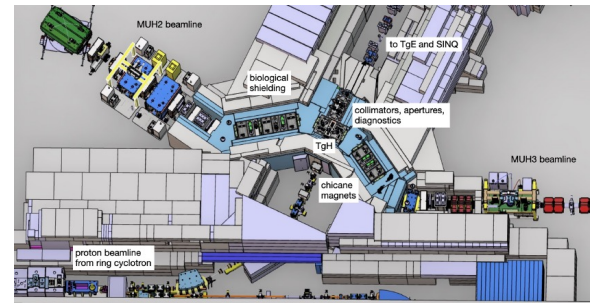 MUH2 beamline
to TgE and SINQ
biological
shielding
collimators, apertures,
diagnostics
TgH
MUH3 beamline
chicane
magnets
proton beamline
from ring cyclotron